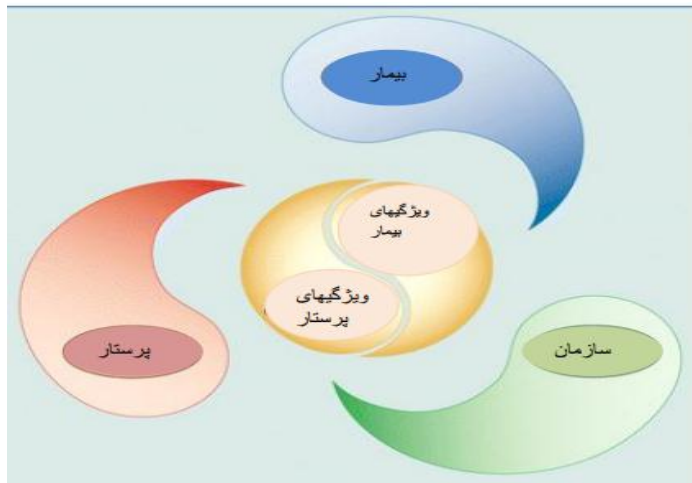 بیمار
ویژگیهای
بیمار
ویژگیهای
پرستار
پرستار
سازمان